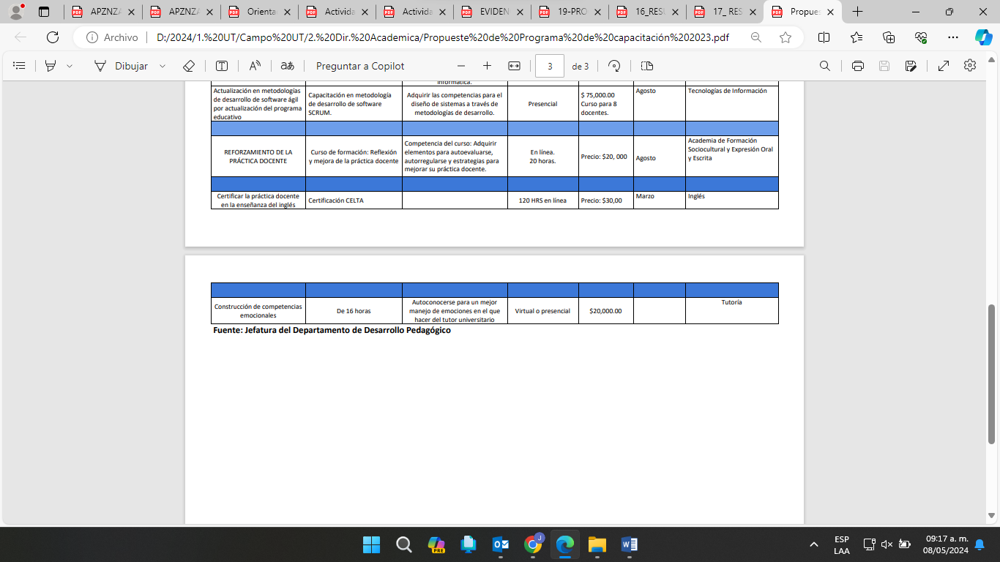 APZNZ
APZNZ
Orienta
Activida
Activida
EVIDEN
19-PRO
16_RES
17_ RES
Propues
Archivo
D:/2024/1.%20UT/Campo%20UT/2.%20Dir.%20Academica/Propueste%20de%20Programa%20de%20capacitación%202023.pdf
Dibujar
Preguntar a Copilot
3
de 3
informática.
Actualización en metodologías
de desarrollo de software ágil
por actualización del programa
educativo
Capacitación en metodología
de desarrollo de software
SCRUM.
Adquirir las competencias para el
diseño de sistemas a través de
metodologías de desarrollo.
Presencial
$ 75,000.00
Curso para 8
docentes.
Agosto
Tecnologías de Información
REFORZAMIENTO DE LA
PRÁCTICA DOCENTE
Curso de formación: Reflexión
y mejora de la práctica docente
Competencia del curso: Adquirir
elementos para autoevaluarse,
autorregularse y estrategias para
mejorar su práctica docente.
En línea.
20 horas.
Precio: $20, 000
Agosto
Academia de Formación
Sociocultural y Expresión Oral
y Escrita
Certificar la práctica docente
en la enseñanza del inglés
Certificación CELTA
120 HRS en línea
Precio: $30,00
Marzo
Inglés
Construcción de competencias
emocionales
De 16 horas
Autoconocerse para un mejor
manejo de emociones en el que
hacer del tutor universitario
Virtual o presencial
$20,000.00
Tutoría
Fuente: Jefatura del Departamento de Desarrollo Pedagógico
PRE
J
ESP
LAA
09:17 a. m.
08/05/2024